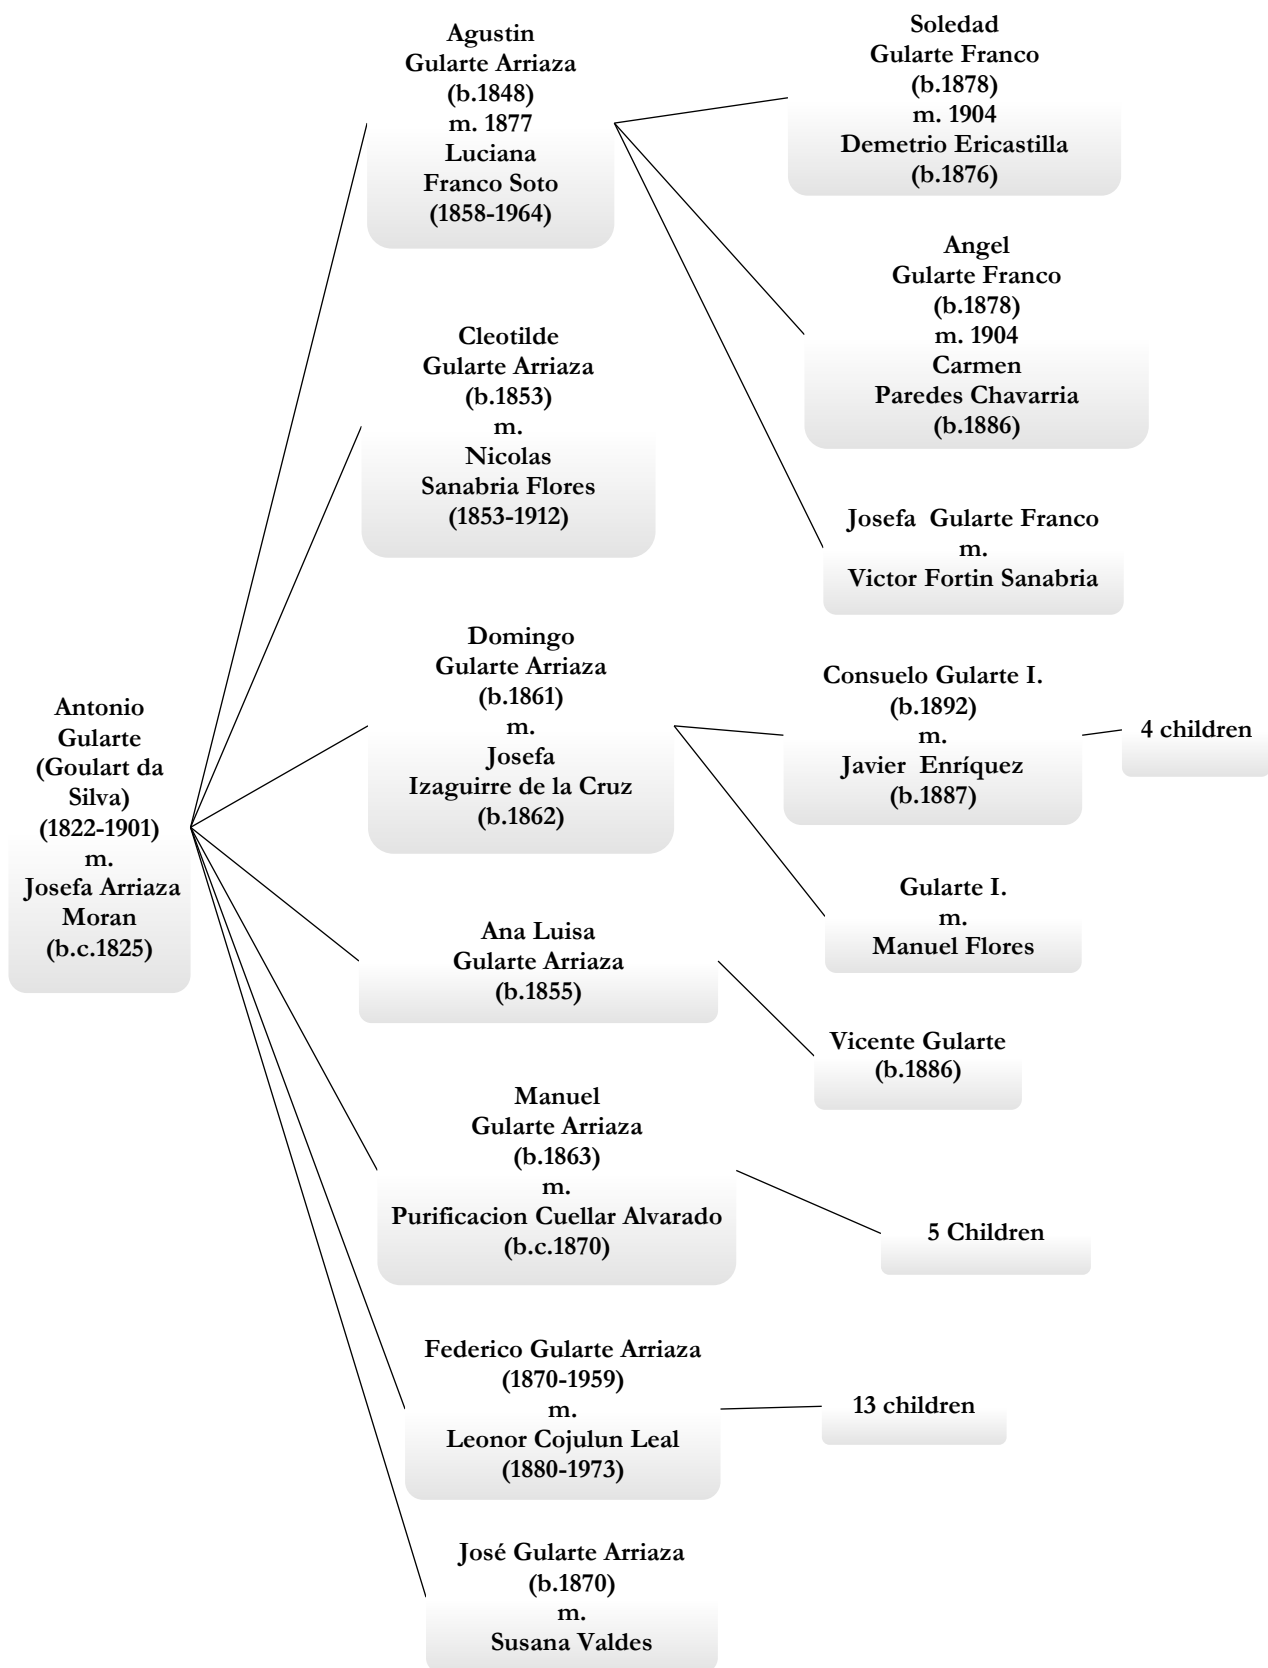 Antonio
Gularte
(Goulart da
Silva)
(1822-1901)
m.
Josefa Arriaza
Moran
(b.c.1825)
Agustin
Gularte Arriaza
(b.1848)
m. 1877
Luciana
Franco Soto
(1858-1964)
Soledad
Gularte Franco
(b.1878)
m. 1904
Demetrio Ericastilla
(b.1876)
Angel
Gularte Franco
(b.1878)
m. 1904
Carmen
Paredes Chavarria
(b.1886)
Josefa Gularte Franco
m.
Victor Fortin Sanabria
Cleotilde
Gularte Arriaza
(b.1853)
m.
Nicolas
Sanabria Flores
(1853-1912)
Domingo
Gularte Arriaza
(b.1861)
m.
Josefa
Izaguirre de la Cruz
(b.1862)
Consuelo Gularte I.
(b.1892)
m.
Javier Enríquez
(b.1887)
4 children
Gularte I.
m.
Manuel Flores
Ana Luisa
Gularte Arriaza
(b.1855)
Vicente Gularte
(b.1886)
Manuel
Gularte Arriaza
(b.1863)
m.
Purificacion Cuellar Alvarado
(b.c.1870)
5 Children
Federico Gularte Arriaza
(1870-1959)
m.
Leonor Cojulun Leal
(1880-1973)
13 children
José Gularte Arriaza
(b.1870)
m.
Susana Valdes